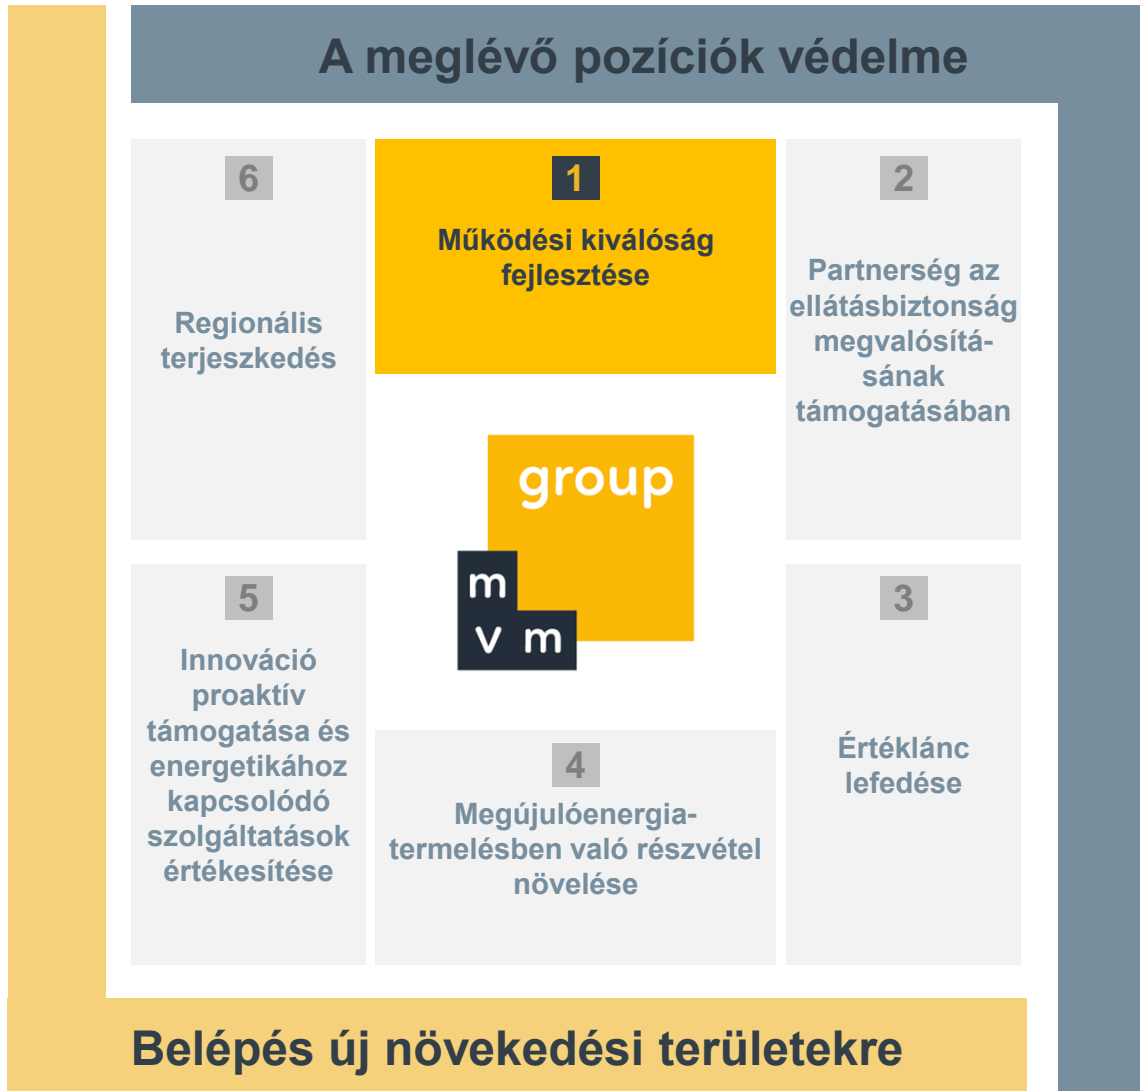 A meglévő pozíciók védelme
6
Regionális
terjeszkedés
1
Működési kiválóság
fejlesztése
2
Partnerség az
ellátásbiztonság
megvalósítá-
sának
támogatásában
group
m
v m
5
Innováció
proaktív
támogatása és
energetikához
kapcsolódó
szolgáltatások
értékesítése
4
Megújulóenergia-
termelésben való részvétel
növelése
3
Értéklánc
lefedése
Belépés új növekedési területekre